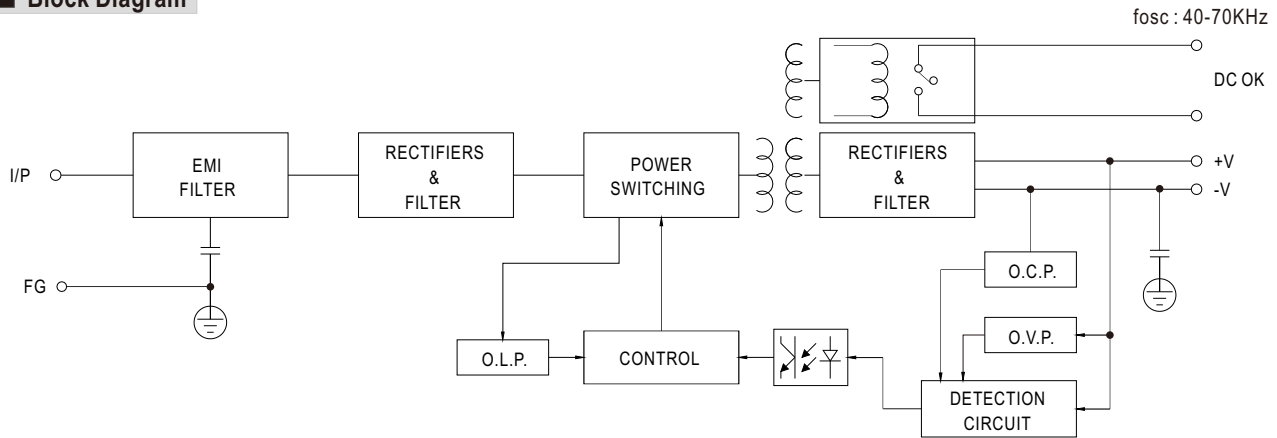 ■ Block Diagram
fosc : 40-70KHz
DC OK
I/P
EMI
FILTER
RECTIFIERS
&
FILTER
POWER
SWITCHING
RECTIFIERS
&
FILTER
+V
-V
FG
O.C.P.
O.V.P.
O.L.P.
CONTROL
DETECTION
CIRCUIT